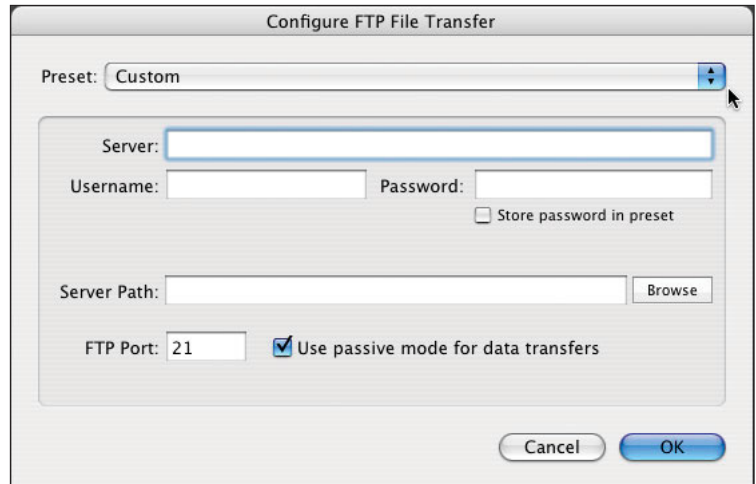 Configure FTP File Transfer
Preset: Custom
Server:
Username: Password:
Store password in preset
Server Path: Browse
FTP Port: 21 Use passive mode for data transfers
Cancel OK